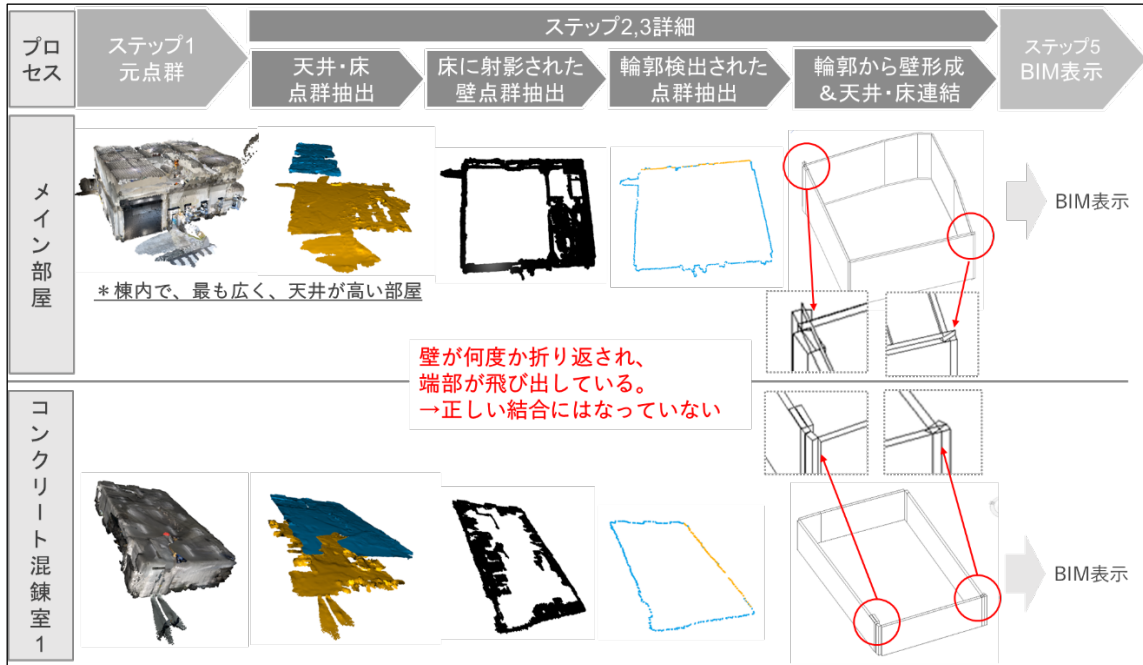 プロ
セス
ステップ1
元点群
ステップ2,3詳細
天井・床
点群抽出
床に射影された
壁点群抽出
輪郭検出された
点群抽出
輪郭から壁形成
＆天井・床連結
ステップ5
BIM表示
メイン部屋
＊棟内で、最も広く、天井が高い部屋
BIM表示
壁が何度か折り返され、
端部が飛び出している。
→正しい結合にはなっていない
コンクリート混錬室1
BIM表示